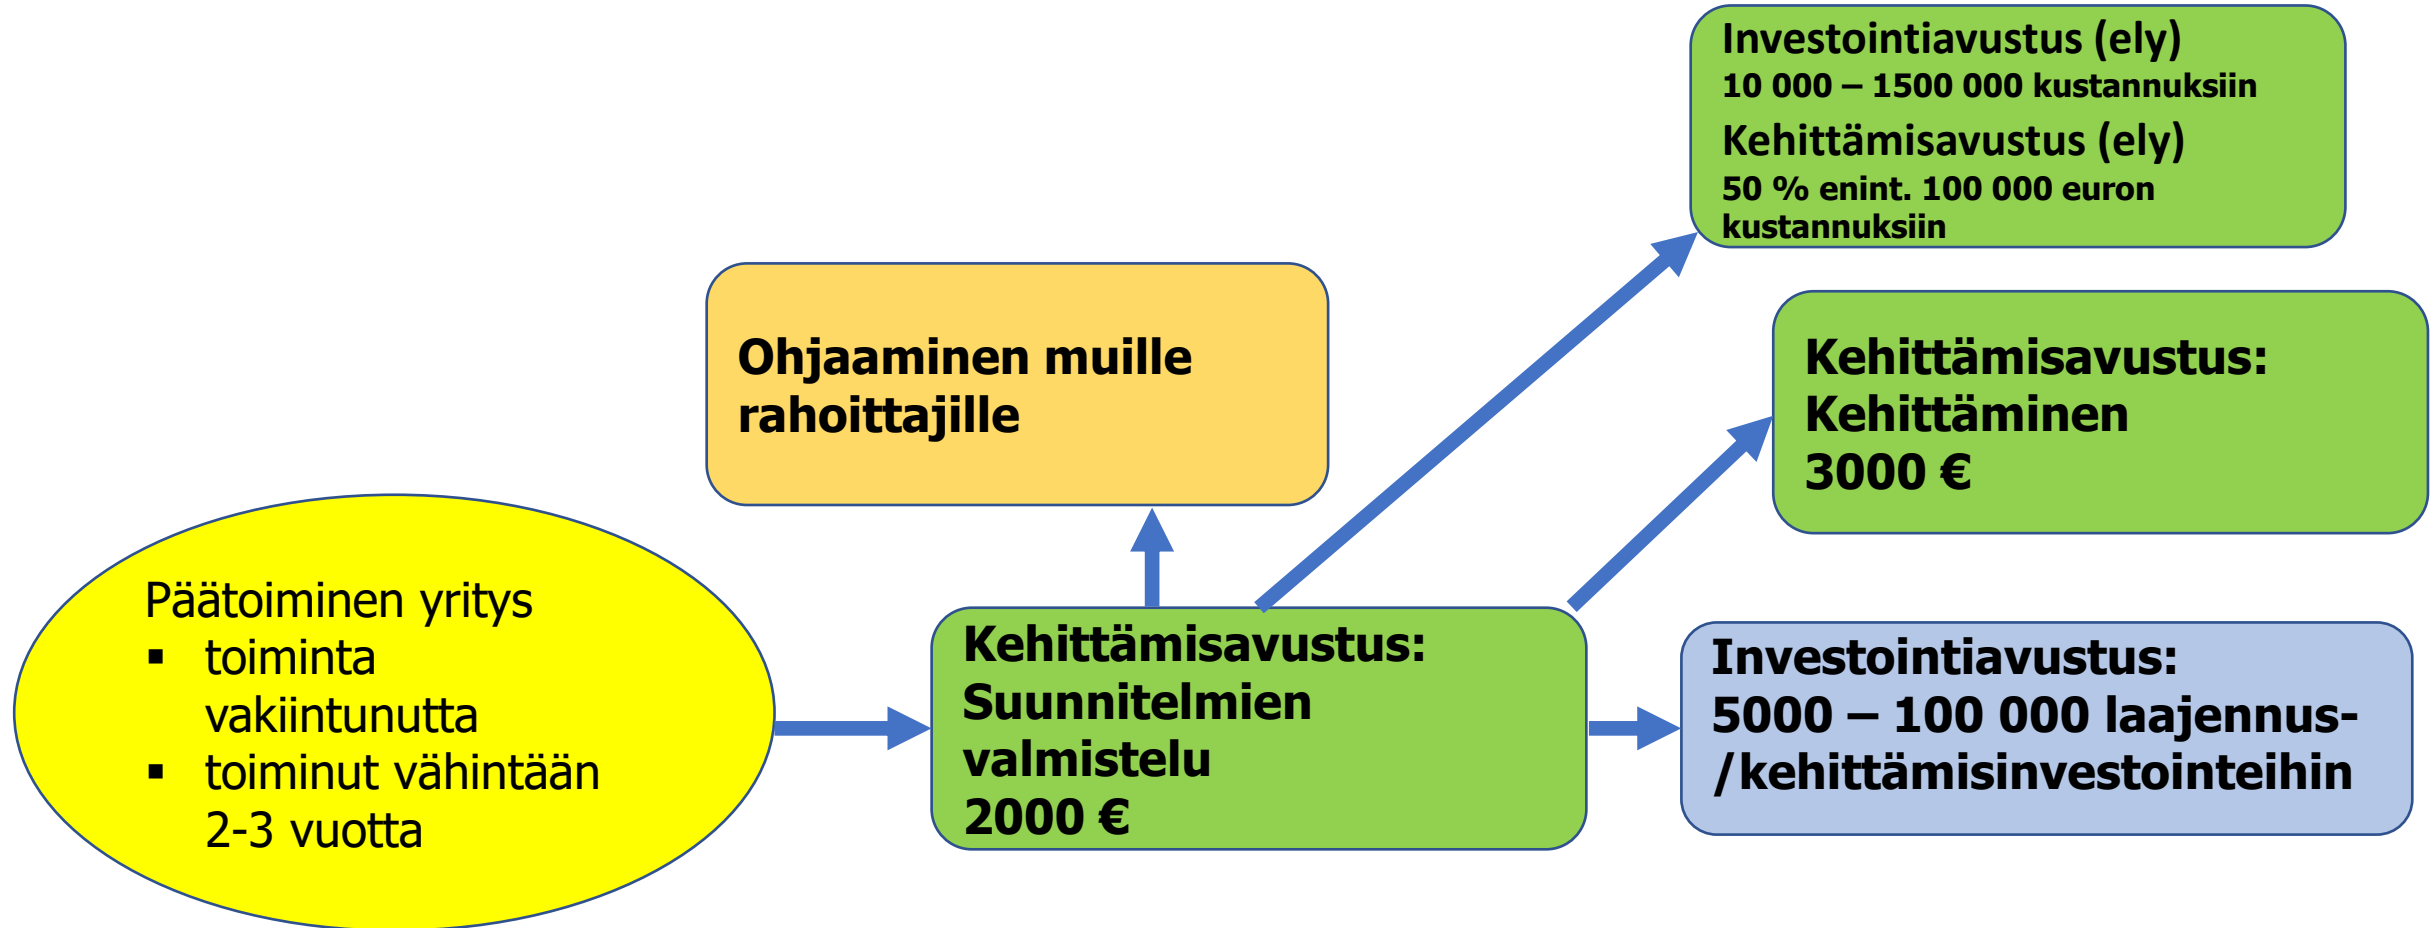 Investointiavustus (ely)
10 000 – 1500 000 kustannuksiin
Kehittämisavustus (ely)
50 % enint. 100 000 euron
kustannuksiin
Ohjaaminen muille
rahoittajille
Kehittämisavustus:
Kehittäminen
3000 €
Päätoiminen yritys
▪ toiminta
vakiintunutta
▪ toiminut vähintään
2-3 vuotta
Kehittämisavustus:
Suunnitelmien
valmistelu
2000 €
Investointiavustus:
5000 – 100 000 laajennus-
/kehittämisinvestointeihin